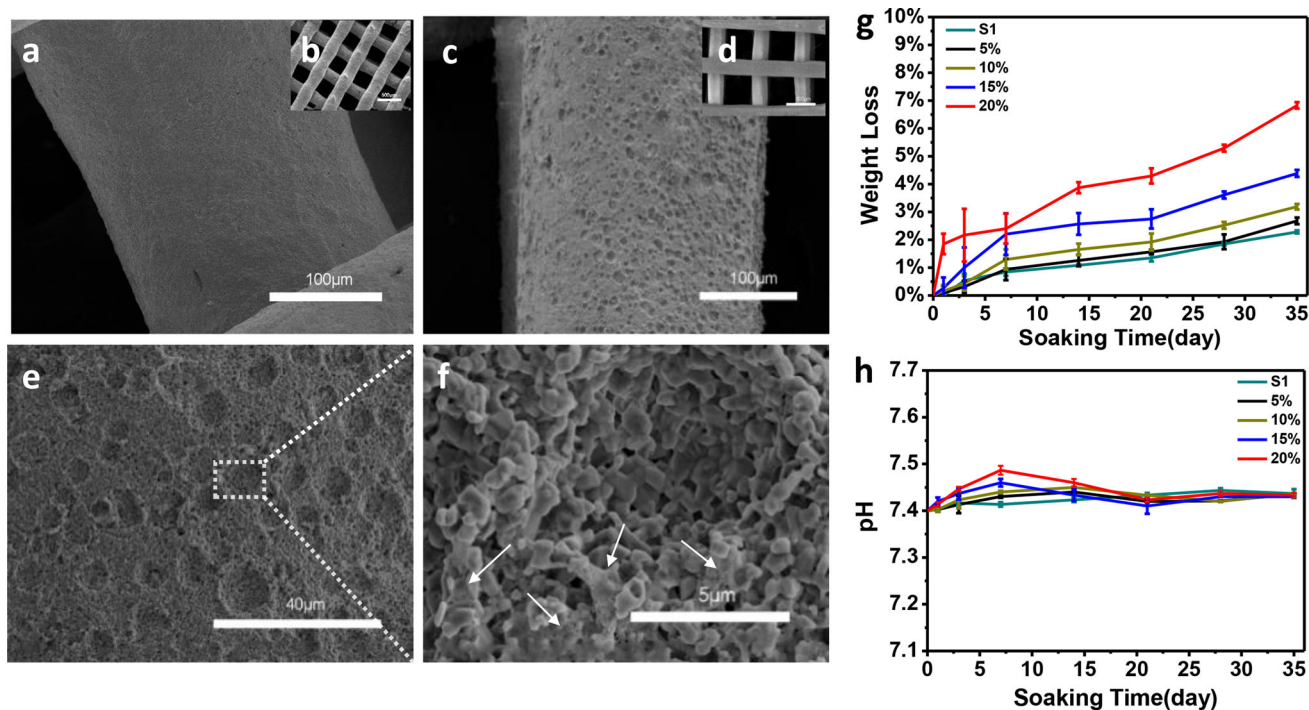 a
b
500μm
100μm
c
d
100μm
e
40μm
f
5μm
g
10%
9%
8%
7%
6%
5%
4%
3%
2%
1%
0%
Weight Loss
S1
5%
10%
15%
20%
0 5 10 15 20 25 30 35
Soaking Time(day)
h
7.7
7.6
7.5
7.4
7.3
7.2
7.1
pH
S1
5%
10%
15%
20%
0 5 10 15 20 25 30 35
Soaking Time(day)